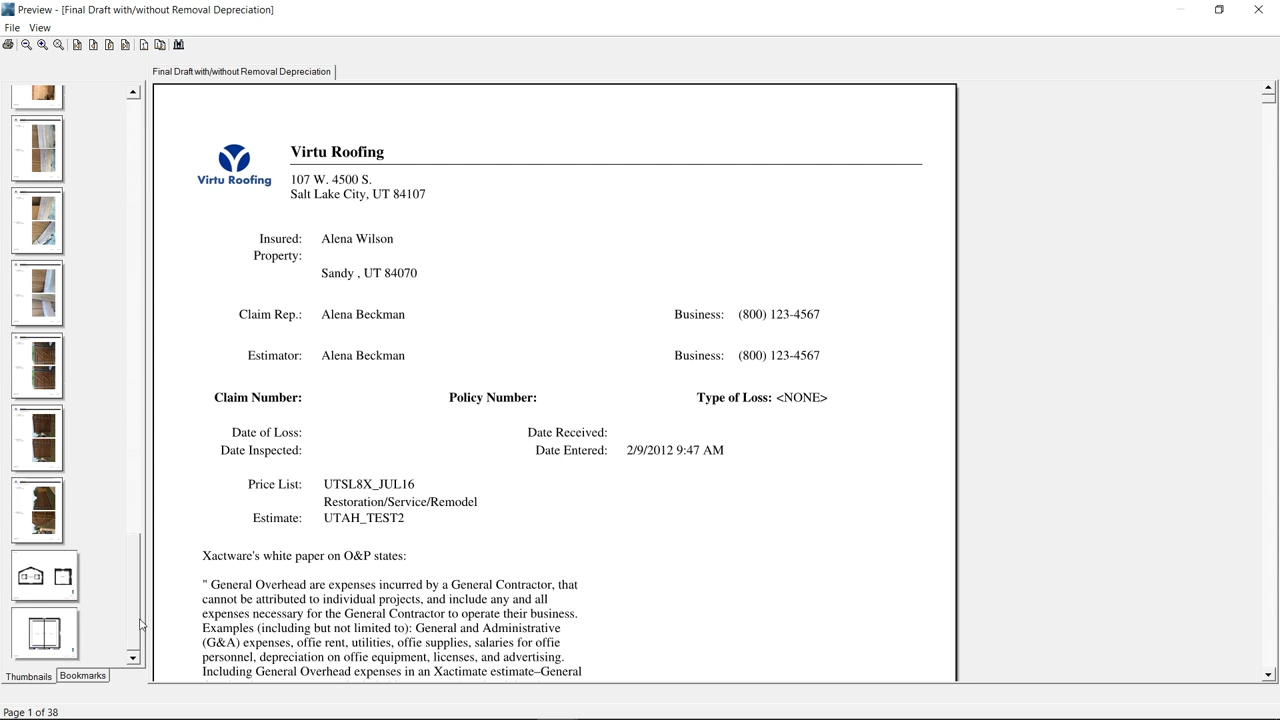 Preview - [Final Draft with/without Removal Depreciation]
File View
Final Draft with/without Removal Depreciation
Virtu Roofing
Virtu Roofing
107 W. 4500 S.
Salt Lake City, UT 84107
Insured: Alena Wilson
Property:
Sandy , UT 84070
Claim Rep.: Alena Beckman Business: (800) 123-4567
Estimator: Alena Beckman Business: (800) 123-4567
Claim Number: Policy Number: Type of Loss: <NONE>
Date of Loss: Date Received:
Date Inspected: Date Entered: 2/9/2012 9:47 AM
Price List: UTSL8X_JUL16
Restoration/Service/Remodel
Estimate: UTAH_TEST2
Xactware's white paper on O&P states:
" General Overhead are expenses incurred by a General Contractor, that
cannot be attributed to individual projects, and include any and all
expenses necessary for the General Contractor to operate their business.
Examples (including but not limited to): General and Administrative
(G&A) expenses, offie rent, utilities, offie supplies, salaries for offie
personnel, depreciation on offie equipment, licenses, and advertising.
Including General Overhead expenses in an Xactimate estimate–General
Thumbnails Bookmarks
Page 1 of 38